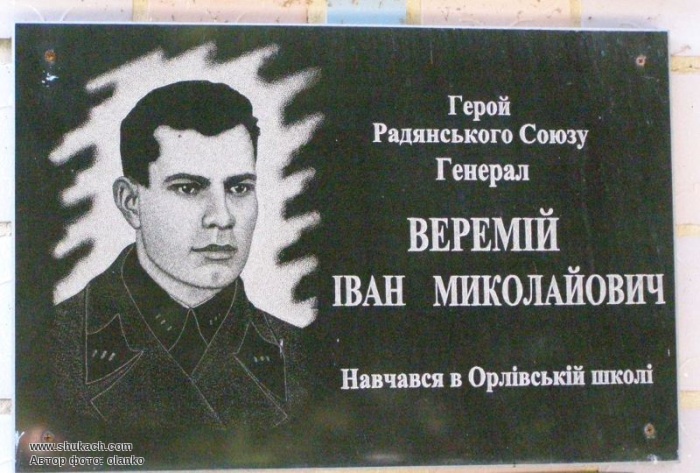 Герой
Радянського Союзу
Генерал
ВЕРЕМІЙ
ІВАН МИКОЛАЙОВИЧ
Навчався в Орлівській школі
www.shukach.com
Автор фото: olanko